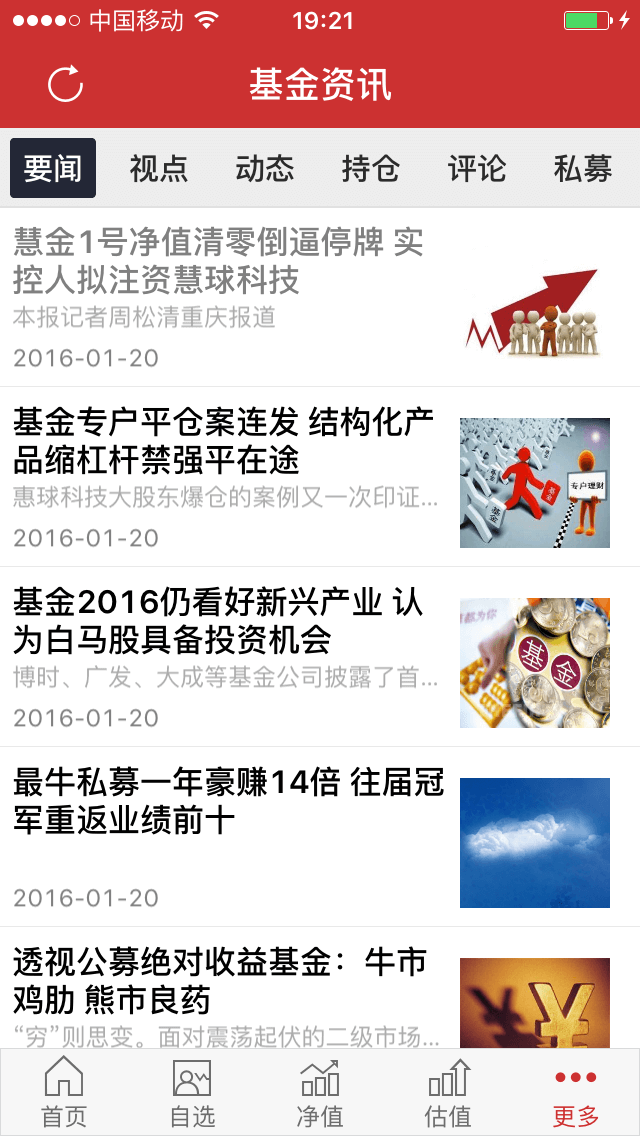 中国移动 19:21
基金资讯
要闻 视点 动态 持仓 评论 私募
慧金1号净值清零倒逼停牌 实
控人拟注资慧球科技
本报记者周松清重庆报道
2016-01-20
基金专户平仓案连发 结构化产
品缩杠杆禁强平在途
惠球科技大股东爆仓的案例又一次印证...
2016-01-20
基金
专户理财
基金
基金2016仍看好新兴产业 认
为白马股具备投资机会
博时、广发、大成等基金公司披露了首...
2016-01-20
基金
最牛私募一年豪赚14倍 往届冠
军重返业绩前十
2016-01-20
透视公募绝对收益基金：牛市
鸡肋 熊市良药
“穷”则思变。面对震荡起伏的二级市场...
¥
首页 自选 净值 估值 更多